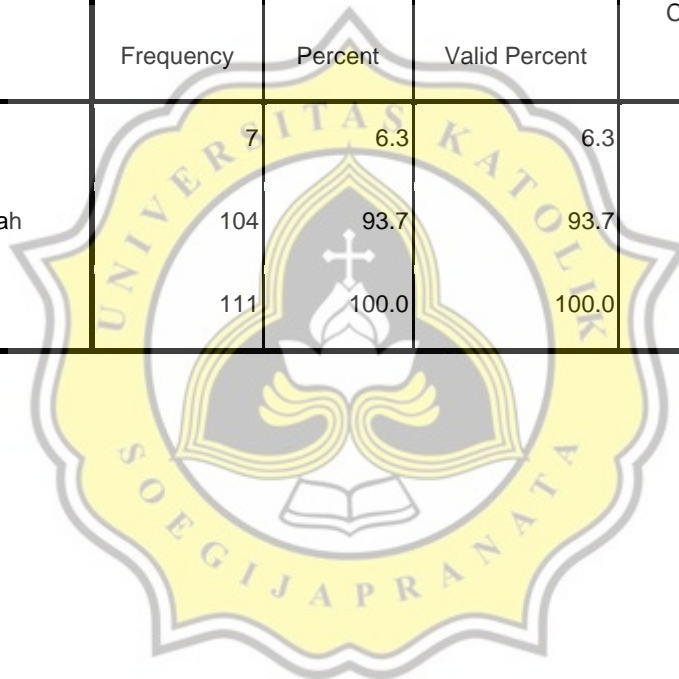 C
Frequency Percent Valid Percent
7 6.3 6.3
ah 104 93.7 93.7
111 100.0 100.0
UNIVERSITAS KATOLIK
SOEGIJAPRANATA